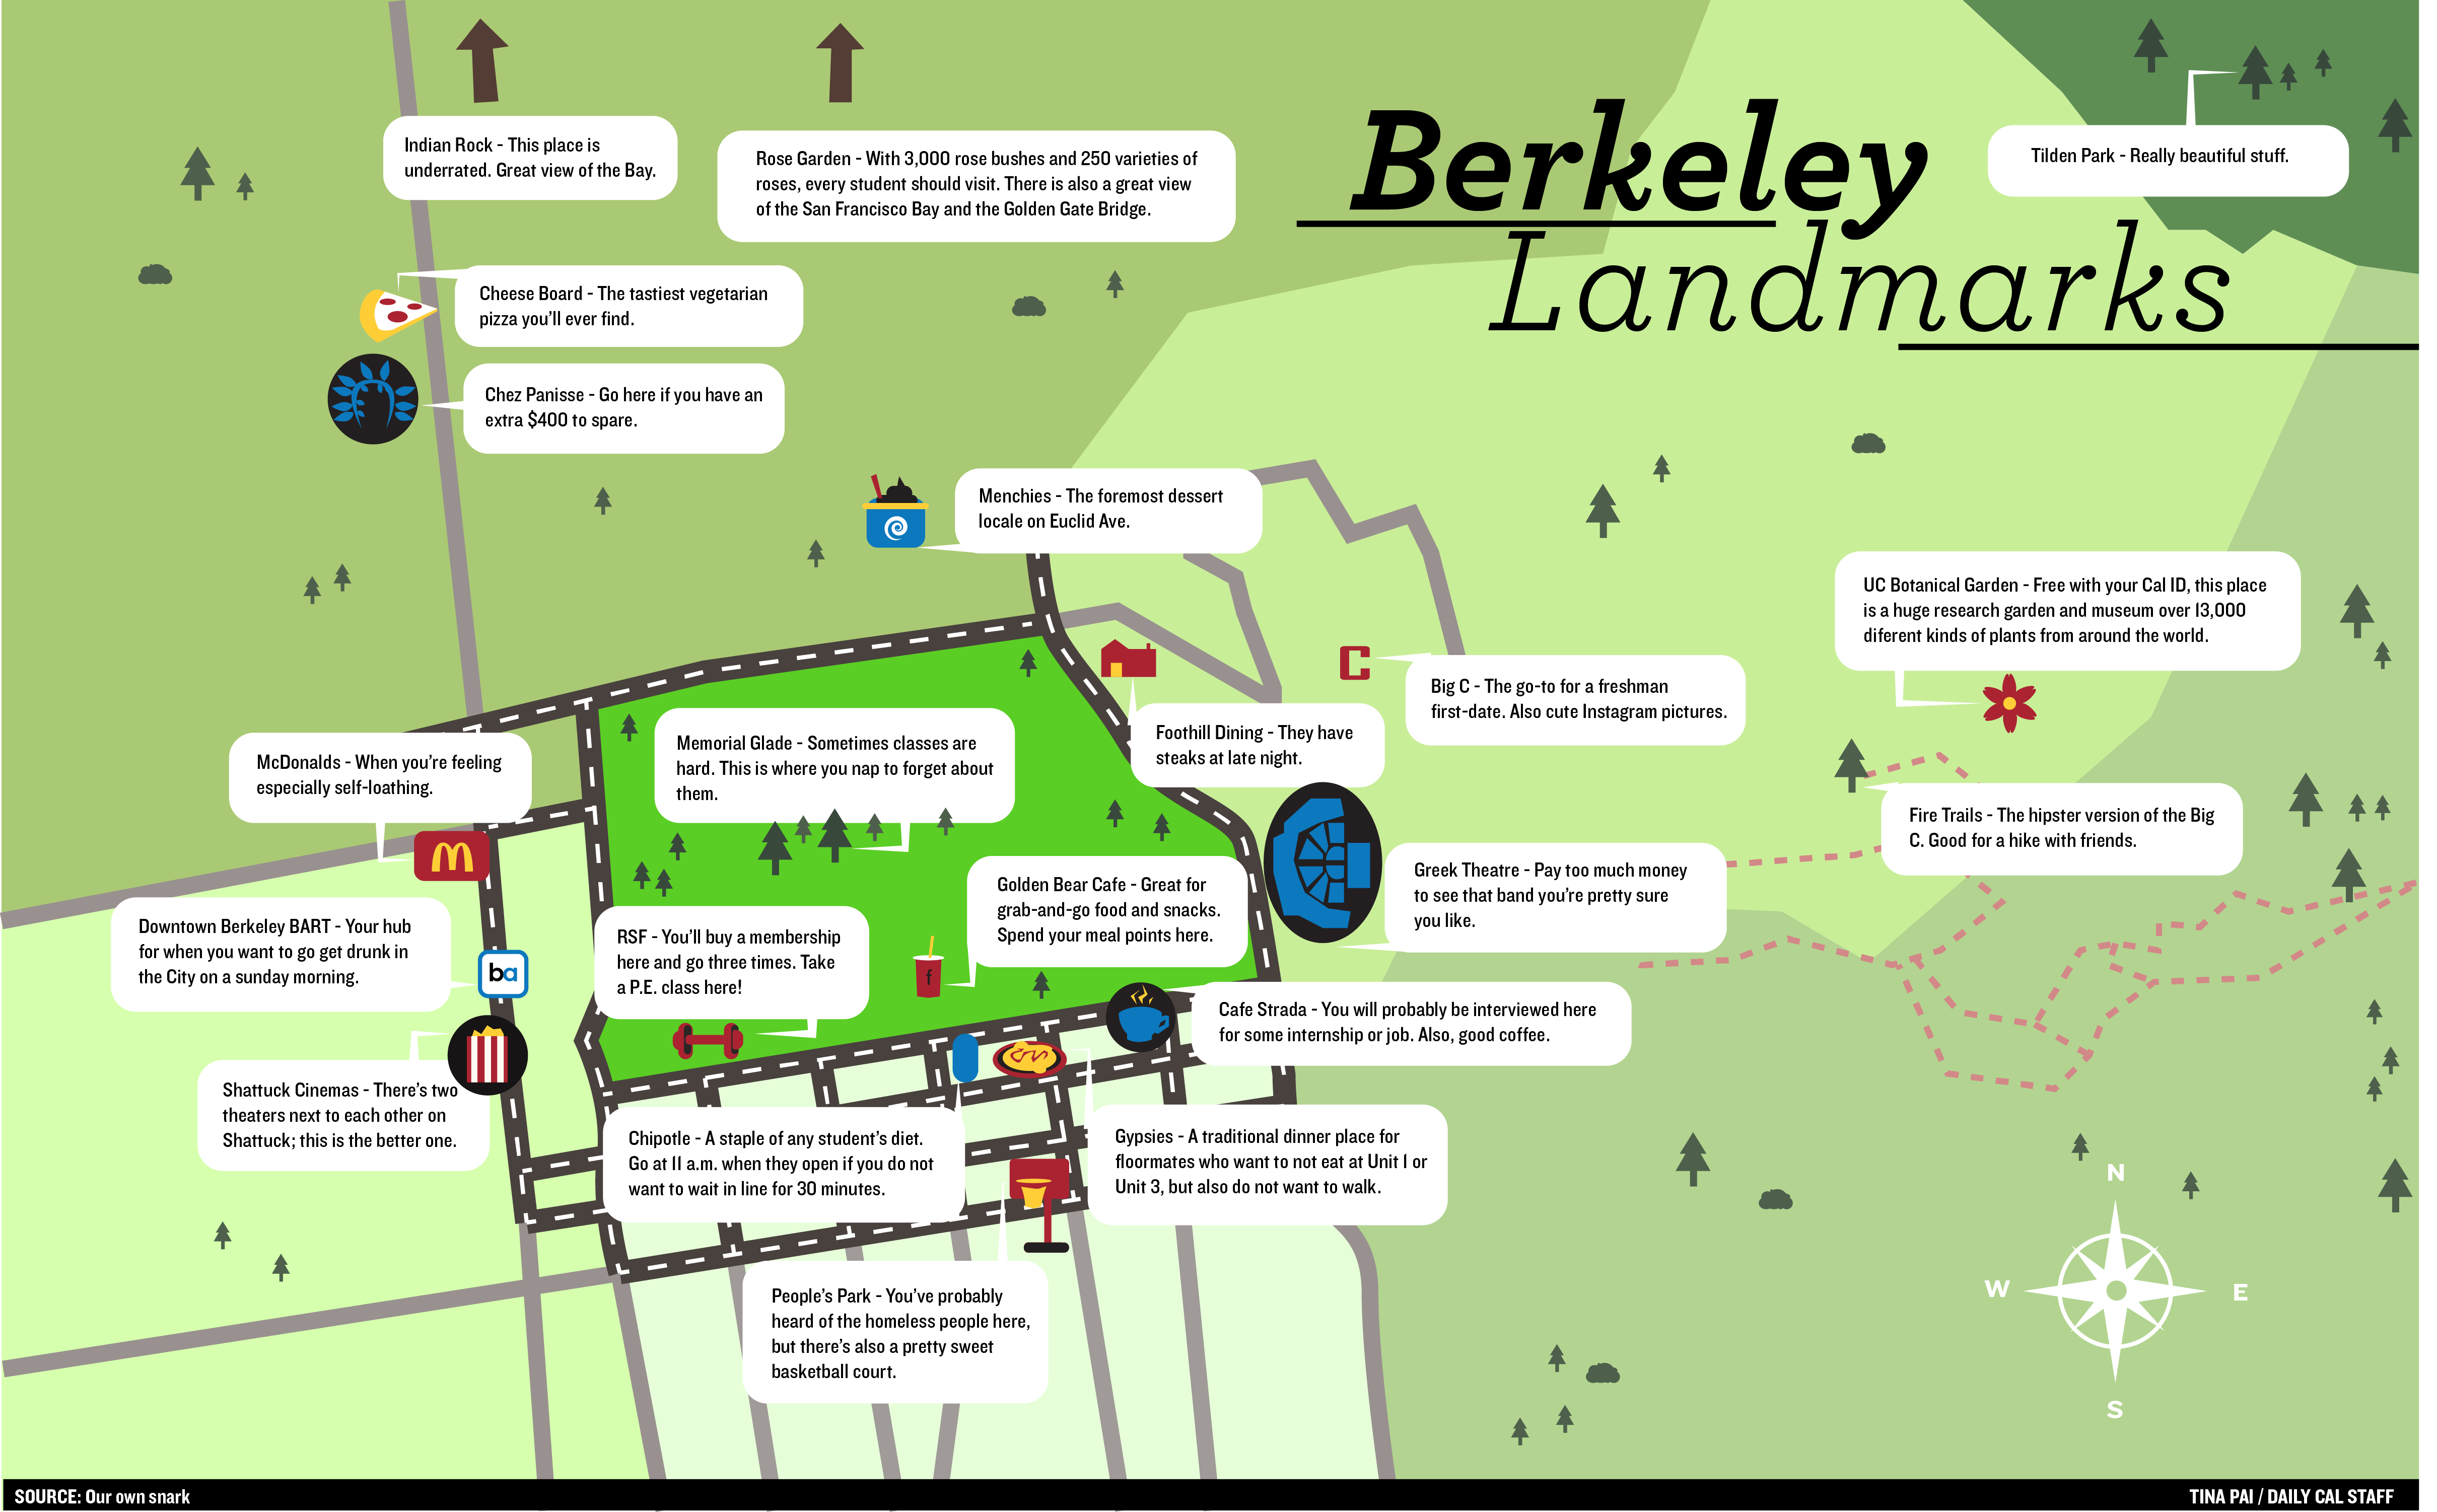 Berkeley
Landmarks
Indian Rock - This place is
underrated. Great view of the Bay.
Rose Garden - With 3,000 rose bushes and 250 varieties of
roses, every student should visit. There is also a great view
of the San Francisco Bay and the Golden Gate Bridge.
Tilden Park - Really beautiful stuff.
Cheese Board - The tastiest vegetarian
pizza you'll ever find.
Chez Panisse - Go here if you have an
extra $400 to spare.
Menchies - The foremost dessert
locale on Euclid Ave.
UC Botanical Garden - Free with your Cal ID, this place
is a huge research garden and museum over 13,000
diferent kinds of plants from around the world.
C
Big C - The go-to for a freshman
first-date. Also cute Instagram pictures.
Foothill Dining - They have
steaks at late night.
Memorial Glade - Sometimes classes are
hard. This is where you nap to forget about
them.
McDonalds - When you're feeling
especially self-loathing.
m
Fire Trails - The hipster version of the Big
C. Good for a hike with friends.
Greek Theatre - Pay too much money
to see that band you're pretty sure
you like.
Golden Bear Cafe - Great for
grab-and-go food and snacks.
Spend your meal points here.
f
Downtown Berkeley BART - Your hub
for when you want to go get drunk in
the City on a sunday morning.
ba
RSF - You'll buy a membership
here and go three times. Take
a P.E. class here!
Cafe Strada - You will probably be interviewed here
for some internship or job. Also, good coffee.
Shattuck Cinemas - There's two
theaters next to each other on
Shattuck; this is the better one.
Chipotle - A staple of any student's diet.
Go at 11 a.m. when they open if you do not
want to wait in line for 30 minutes.
Gypsies - A traditional dinner place for
floormates who want to not eat at Unit 1 or
Unit 3, but also do not want to walk.
People's Park - You've probably
heard of the homeless people here,
but there's also a pretty sweet
basketball court.
N
W
E
S
SOURCE: Our own snark
TINA PAI / DAILY CAL STAFF